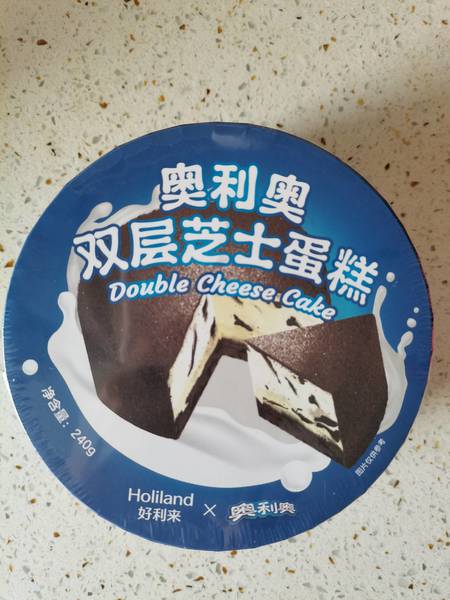 奥利奥
双层芝士蛋糕
Double Cheese Cake
净含量：240g
图片仅供参考
Holiland
好利来
×
奥利奥